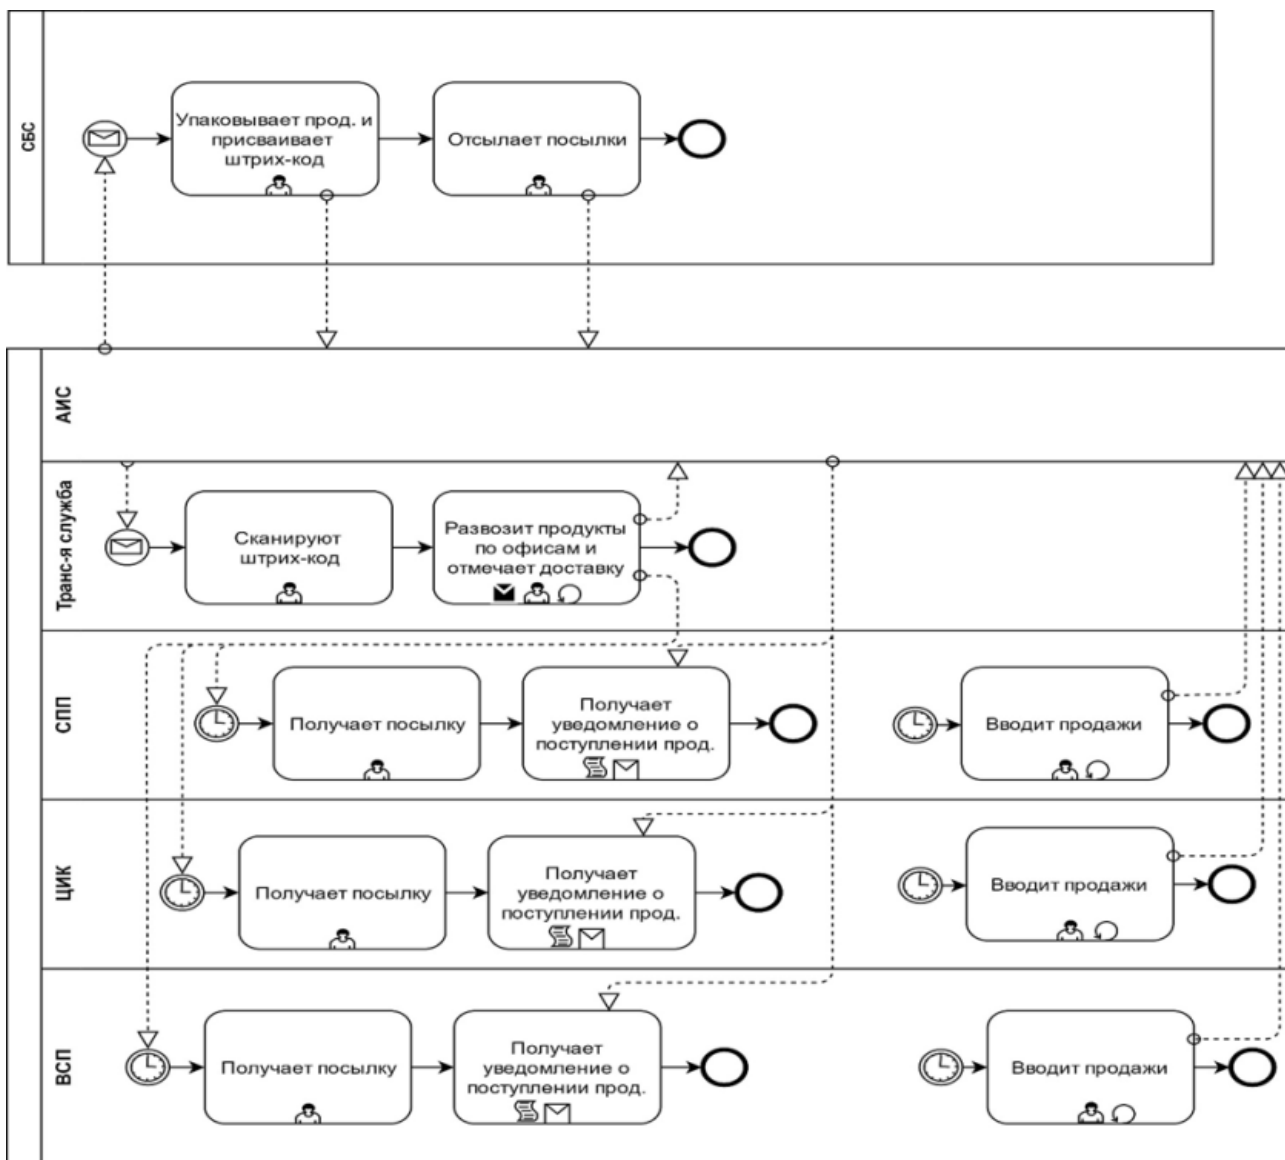 СБС
Упаковывает прод. и
присваивает
штрих-код
Отсылает посылки
АИС
Транс-я служба
Сканируют
штрих-код
Развозит продукты
по офисам и
отмечает доставку
СПП
Получает посылку
Получает
уведомление о
поступлении прод.
Вводит продажи
ЦИК
Получает посылку
Получает
уведомление о
поступлении прод.
Вводит продажи
ВСП
Получает посылку
Получает
уведомление о
поступлении прод.
Вводит продажи